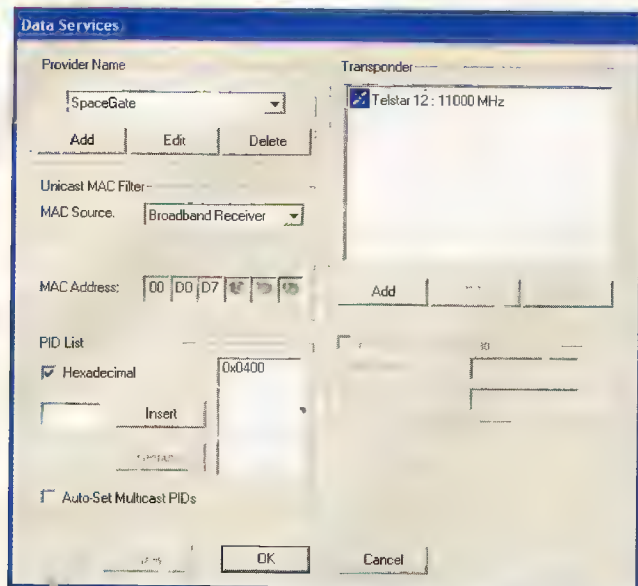 Data Services
Provider Name
SpaceGate
Add Edit Delete
Unicast MAC Filter
MAC Source. Broadband Receiver
MAC Address: 00 D0 D7
PID List
Hexadecimal
0x0400
Insert
Auto-Set Multicast PIDs
Transponder
Telstar 12 : 11000 MHz
Add
OK Cancel